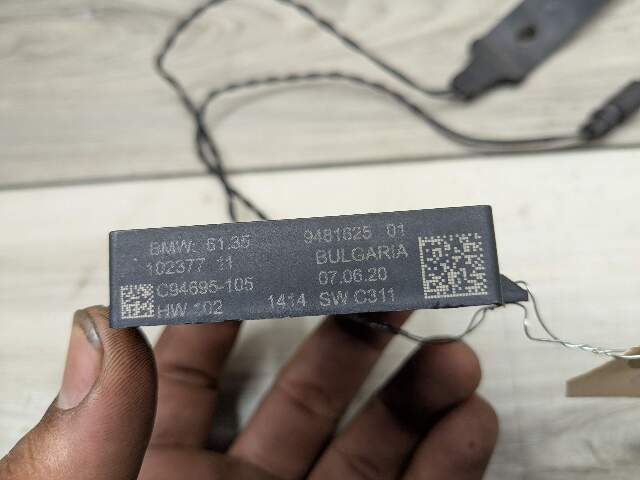 BMW: 61.35 9481625 01
102377 11 BULGARIA
C94695-105 07.06.20
HW 102 1414 SW C311